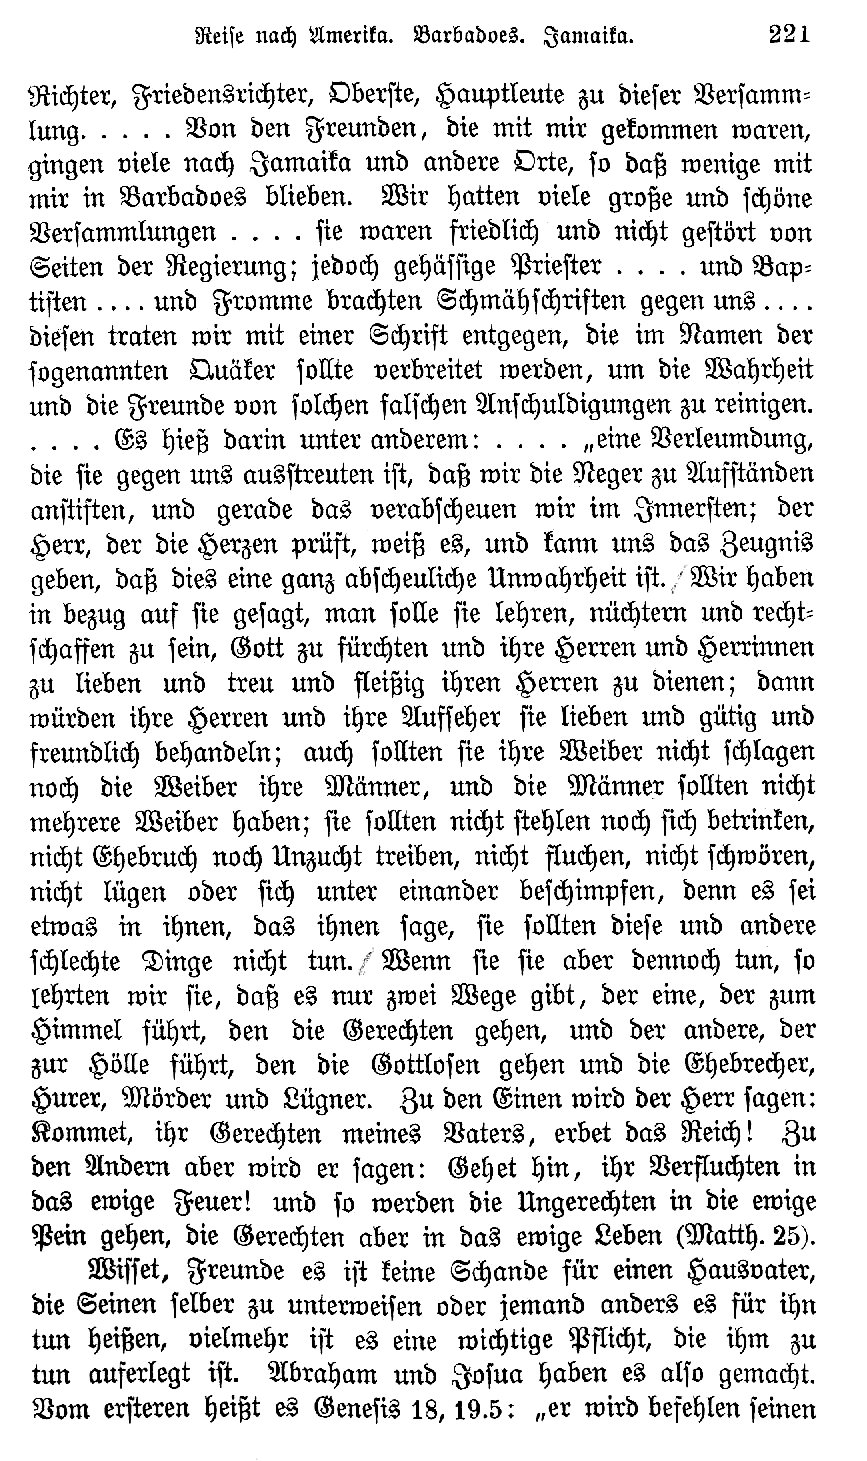 Reise nach Amerika. Barbadoes. Jamaika. 221
Richter, Friedensrichter, Oberste, Hauptleute zu dieser Versamm-
lung. . . . . . Von den Freunden, die mit mir gekommen waren,
gingen viele nach Jamaika und andere Orte, so daß wenige mit
mir in Barbadoes blieben. Wir hatten viele große und schöne
Versammlungen . . . . sie waren friedlich und nicht gestört von
Seiten der Regierung; jedoch gehässige Priester . . . . und Bap-
tisten . . . . und Fromme brachten Schmähschriften gegen uns . . . .
diesen traten wir mit einer Schrift entgegen, die im Namen der
sogenannten Quäker sollte verbreitet werden, um die Wahrheit
und die Freunde von solchen falschen Anschuldigungen zu reinigen.
. . . . Es hieß darin unter anderem: . . . . „eine Verleumdung,
die sie gegen uns ausstreuten ist, daß wir die Neger zu Aufständen
anstiften, und gerade das verabscheuen wir im Innersten; der
Herr, der die Herzen prüft, weiß es, und kann uns das Zeugnis
geben, daß dies eine ganz abscheuliche Unwahrheit ist. Wir haben
in bezug auf sie gesagt, man solle sie lehren, nüchtern und recht-
schaffen zu sein, Gott zu fürchten und ihre Herren und Herrinnen
zu lieben und treu und fleißig ihren Herren zu dienen; dann
würden ihre Herren und ihre Aufseher sie lieben und gütig und
freundlich behandeln; auch sollten sie ihre Weiber nicht schlagen
noch die Weiber ihre Männer, und die Männer sollten nicht
mehrere Weiber haben; sie sollten nicht stehlen noch sich betrinken,
nicht Ehebruch noch Unzucht treiben, nicht fluchen, nicht schwören,
nicht lügen oder sich unter einander beschimpfen, denn es sei
etwas in ihnen, das ihnen sage, sie sollten diese und andere
schlechte Dinge nicht tun. Wenn sie sie aber dennoch tun, so
lehrten wir sie, daß es nur zwei Wege gibt, der eine, der zum
Himmel führt, den die Gerechten gehen, und der andere, der
zur Hölle führt, den die Gottlosen gehen und die Ehebrecher,
Hurer, Mörder und Lügner. Zu den Einen wird der Herr sagen:
Kommet, ihr Gerechten meines Vaters, erbet das Reich! Zu
den Andern aber wird er sagen: Gehet hin, ihr Verfluchten in
das ewige Feuer! und so werden die Ungerechten in die ewige
Pein gehen, die Gerechten aber in das ewige Leben (Matth. 25).
Wisset, Freunde es ist keine Schande für einen Hausvater,
die Seinen selber zu unterweisen oder jemand anders es für ihn
tun heißen, vielmehr ist es eine wichtige Pflicht, die ihm zu
tun auferlegt ist. Abraham und Josua haben es also gemacht.
Vom ersteren heißt es Genesis 18, 19.5: „er wird befehlen seinen